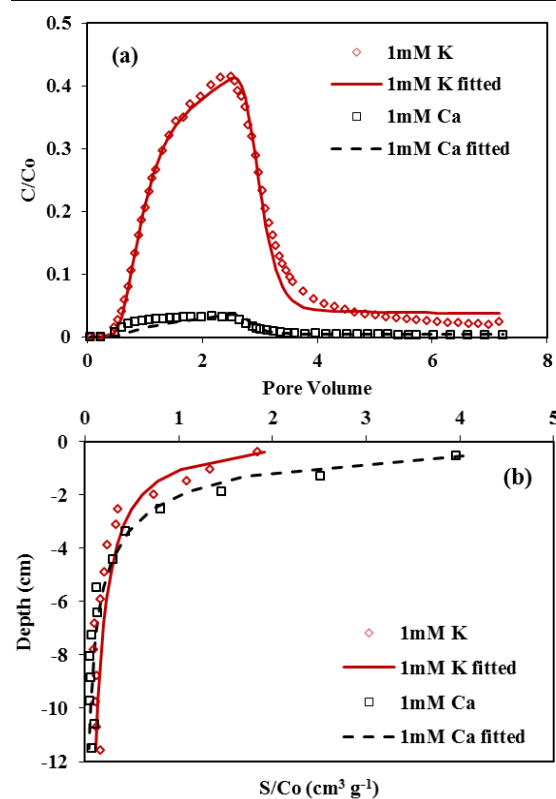 0.5
0.4
0.3
0.2
0.1
0
C/Co
(a)
1mM K
1mM K fitted
1mM Ca
1mM Ca fitted
0 2 4 6 8
Pore Volume
0 1 2 3 4 5
0
-2
-4
-6
-8
-10
-12
Depth (cm)
(b)
1mM K
1mM K fitted
1mM Ca
1mM Ca fitted
S/Co (cm³ g⁻¹)